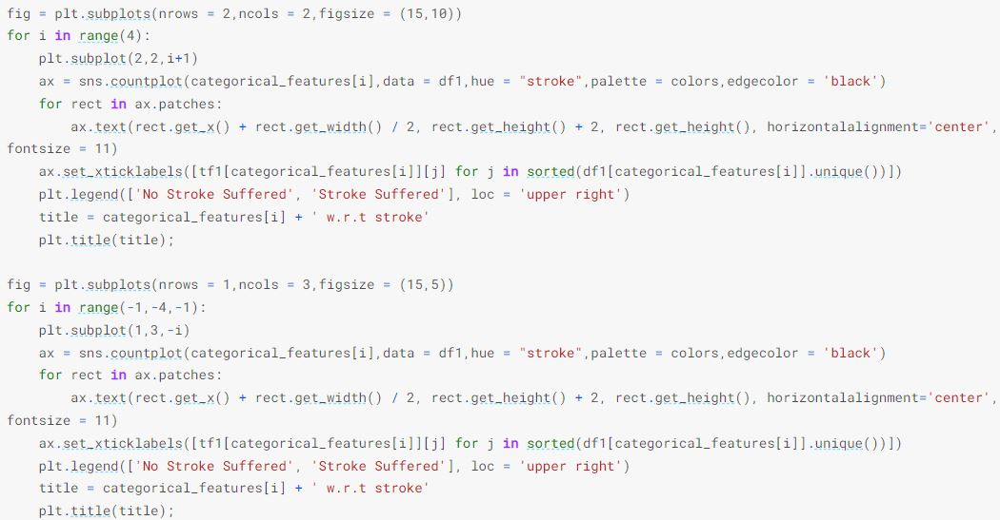 fig = plt.subplots(nrows = 2,ncols = 2,figsize = (15,10))
for i in range(4):
    plt.subplot(2,2,i+1)
    ax = sns.countplot(categorical_features[i],data = df1,hue = "stroke",palette = colors,edgecolor = 'black')
    for rect in ax.patches:
        ax.text(rect.get_x() + rect.get_width() / 2, rect.get_height() + 2, rect.get_height(), horizontalalignment='center',
fontsize = 11)
    ax.set_xticklabels([tf1[categorical_features[i]][j] for j in sorted(df1[categorical_features[i]].unique())])
    plt.legend(['No Stroke Suffered', 'Stroke Suffered'], loc = 'upper right')
    title = categorical_features[i] + ' w.r.t stroke'
    plt.title(title);

fig = plt.subplots(nrows = 1,ncols = 3,figsize = (15,5))
for i in range(-1,-4,-1):
    plt.subplot(1,3,-i)
    ax = sns.countplot(categorical_features[i],data = df1,hue = "stroke",palette = colors,edgecolor = 'black')
    for rect in ax.patches:
        ax.text(rect.get_x() + rect.get_width() / 2, rect.get_height() + 2, rect.get_height(), horizontalalignment='center',
fontsize = 11)
    ax.set_xticklabels([tf1[categorical_features[i]][j] for j in sorted(df1[categorical_features[i]].unique())])
    plt.legend(['No Stroke Suffered', 'Stroke Suffered'], loc = 'upper right')
    title = categorical_features[i] + ' w.r.t stroke'
    plt.title(title);